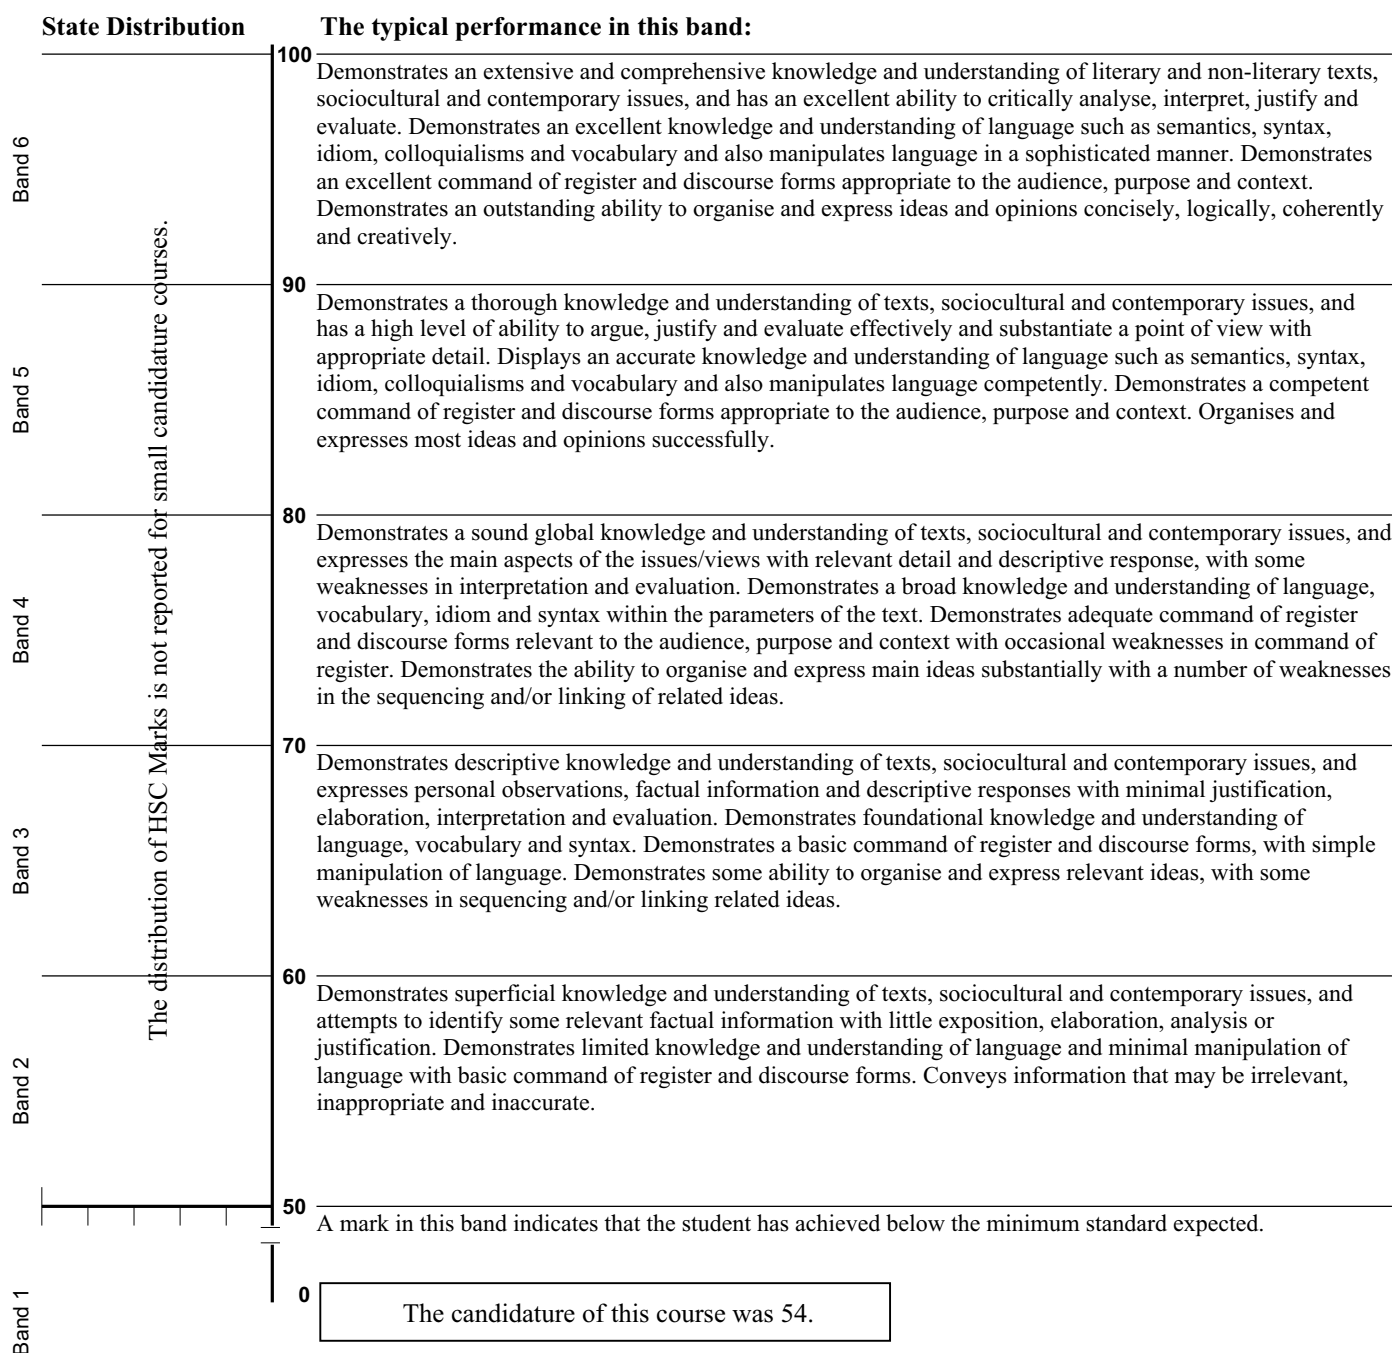 State Distribution
The typical performance in this band:
100
Band 6
Demonstrates an extensive and comprehensive knowledge and understanding of literary and non-literary texts,
sociocultural and contemporary issues, and has an excellent ability to critically analyse, interpret, justify and
evaluate. Demonstrates an excellent knowledge and understanding of language such as semantics, syntax,
idiom, colloquialisms and vocabulary and also manipulates language in a sophisticated manner. Demonstrates
an excellent command of register and discourse forms appropriate to the audience, purpose and context.
Demonstrates an outstanding ability to organise and express ideas and opinions concisely, logically, coherently
and creatively.
The distribution of HSC Marks is not reported for small candidature courses.
90
Band 5
Demonstrates a thorough knowledge and understanding of texts, sociocultural and contemporary issues, and
has a high level of ability to argue, justify and evaluate effectively and substantiate a point of view with
appropriate detail. Displays an accurate knowledge and understanding of language such as semantics, syntax,
idiom, colloquialisms and vocabulary and also manipulates language competently. Demonstrates a competent
command of register and discourse forms appropriate to the audience, purpose and context. Organises and
expresses most ideas and opinions successfully.
80
Band 4
Demonstrates a sound global knowledge and understanding of texts, sociocultural and contemporary issues, and
expresses the main aspects of the issues/views with relevant detail and descriptive response, with some
weaknesses in interpretation and evaluation. Demonstrates a broad knowledge and understanding of language,
vocabulary, idiom and syntax within the parameters of the text. Demonstrates adequate command of register
and discourse forms relevant to the audience, purpose and context with occasional weaknesses in command of
register. Demonstrates the ability to organise and express main ideas substantially with a number of weaknesses
in the sequencing and/or linking of related ideas.
70
Band 3
Demonstrates descriptive knowledge and understanding of texts, sociocultural and contemporary issues, and
expresses personal observations, factual information and descriptive responses with minimal justification,
elaboration, interpretation and evaluation. Demonstrates foundational knowledge and understanding of
language, vocabulary and syntax. Demonstrates a basic command of register and discourse forms, with simple
manipulation of language. Demonstrates some ability to organise and express relevant ideas, with some
weaknesses in sequencing and/or linking related ideas.
60
Band 2
Demonstrates superficial knowledge and understanding of texts, sociocultural and contemporary issues, and
attempts to identify some relevant factual information with little exposition, elaboration, analysis or
justification. Demonstrates limited knowledge and understanding of language and minimal manipulation of
language with basic command of register and discourse forms. Conveys information that may be irrelevant,
inappropriate and inaccurate.
50
A mark in this band indicates that the student has achieved below the minimum standard expected.
Band 1
0
The candidature of this course was 54.